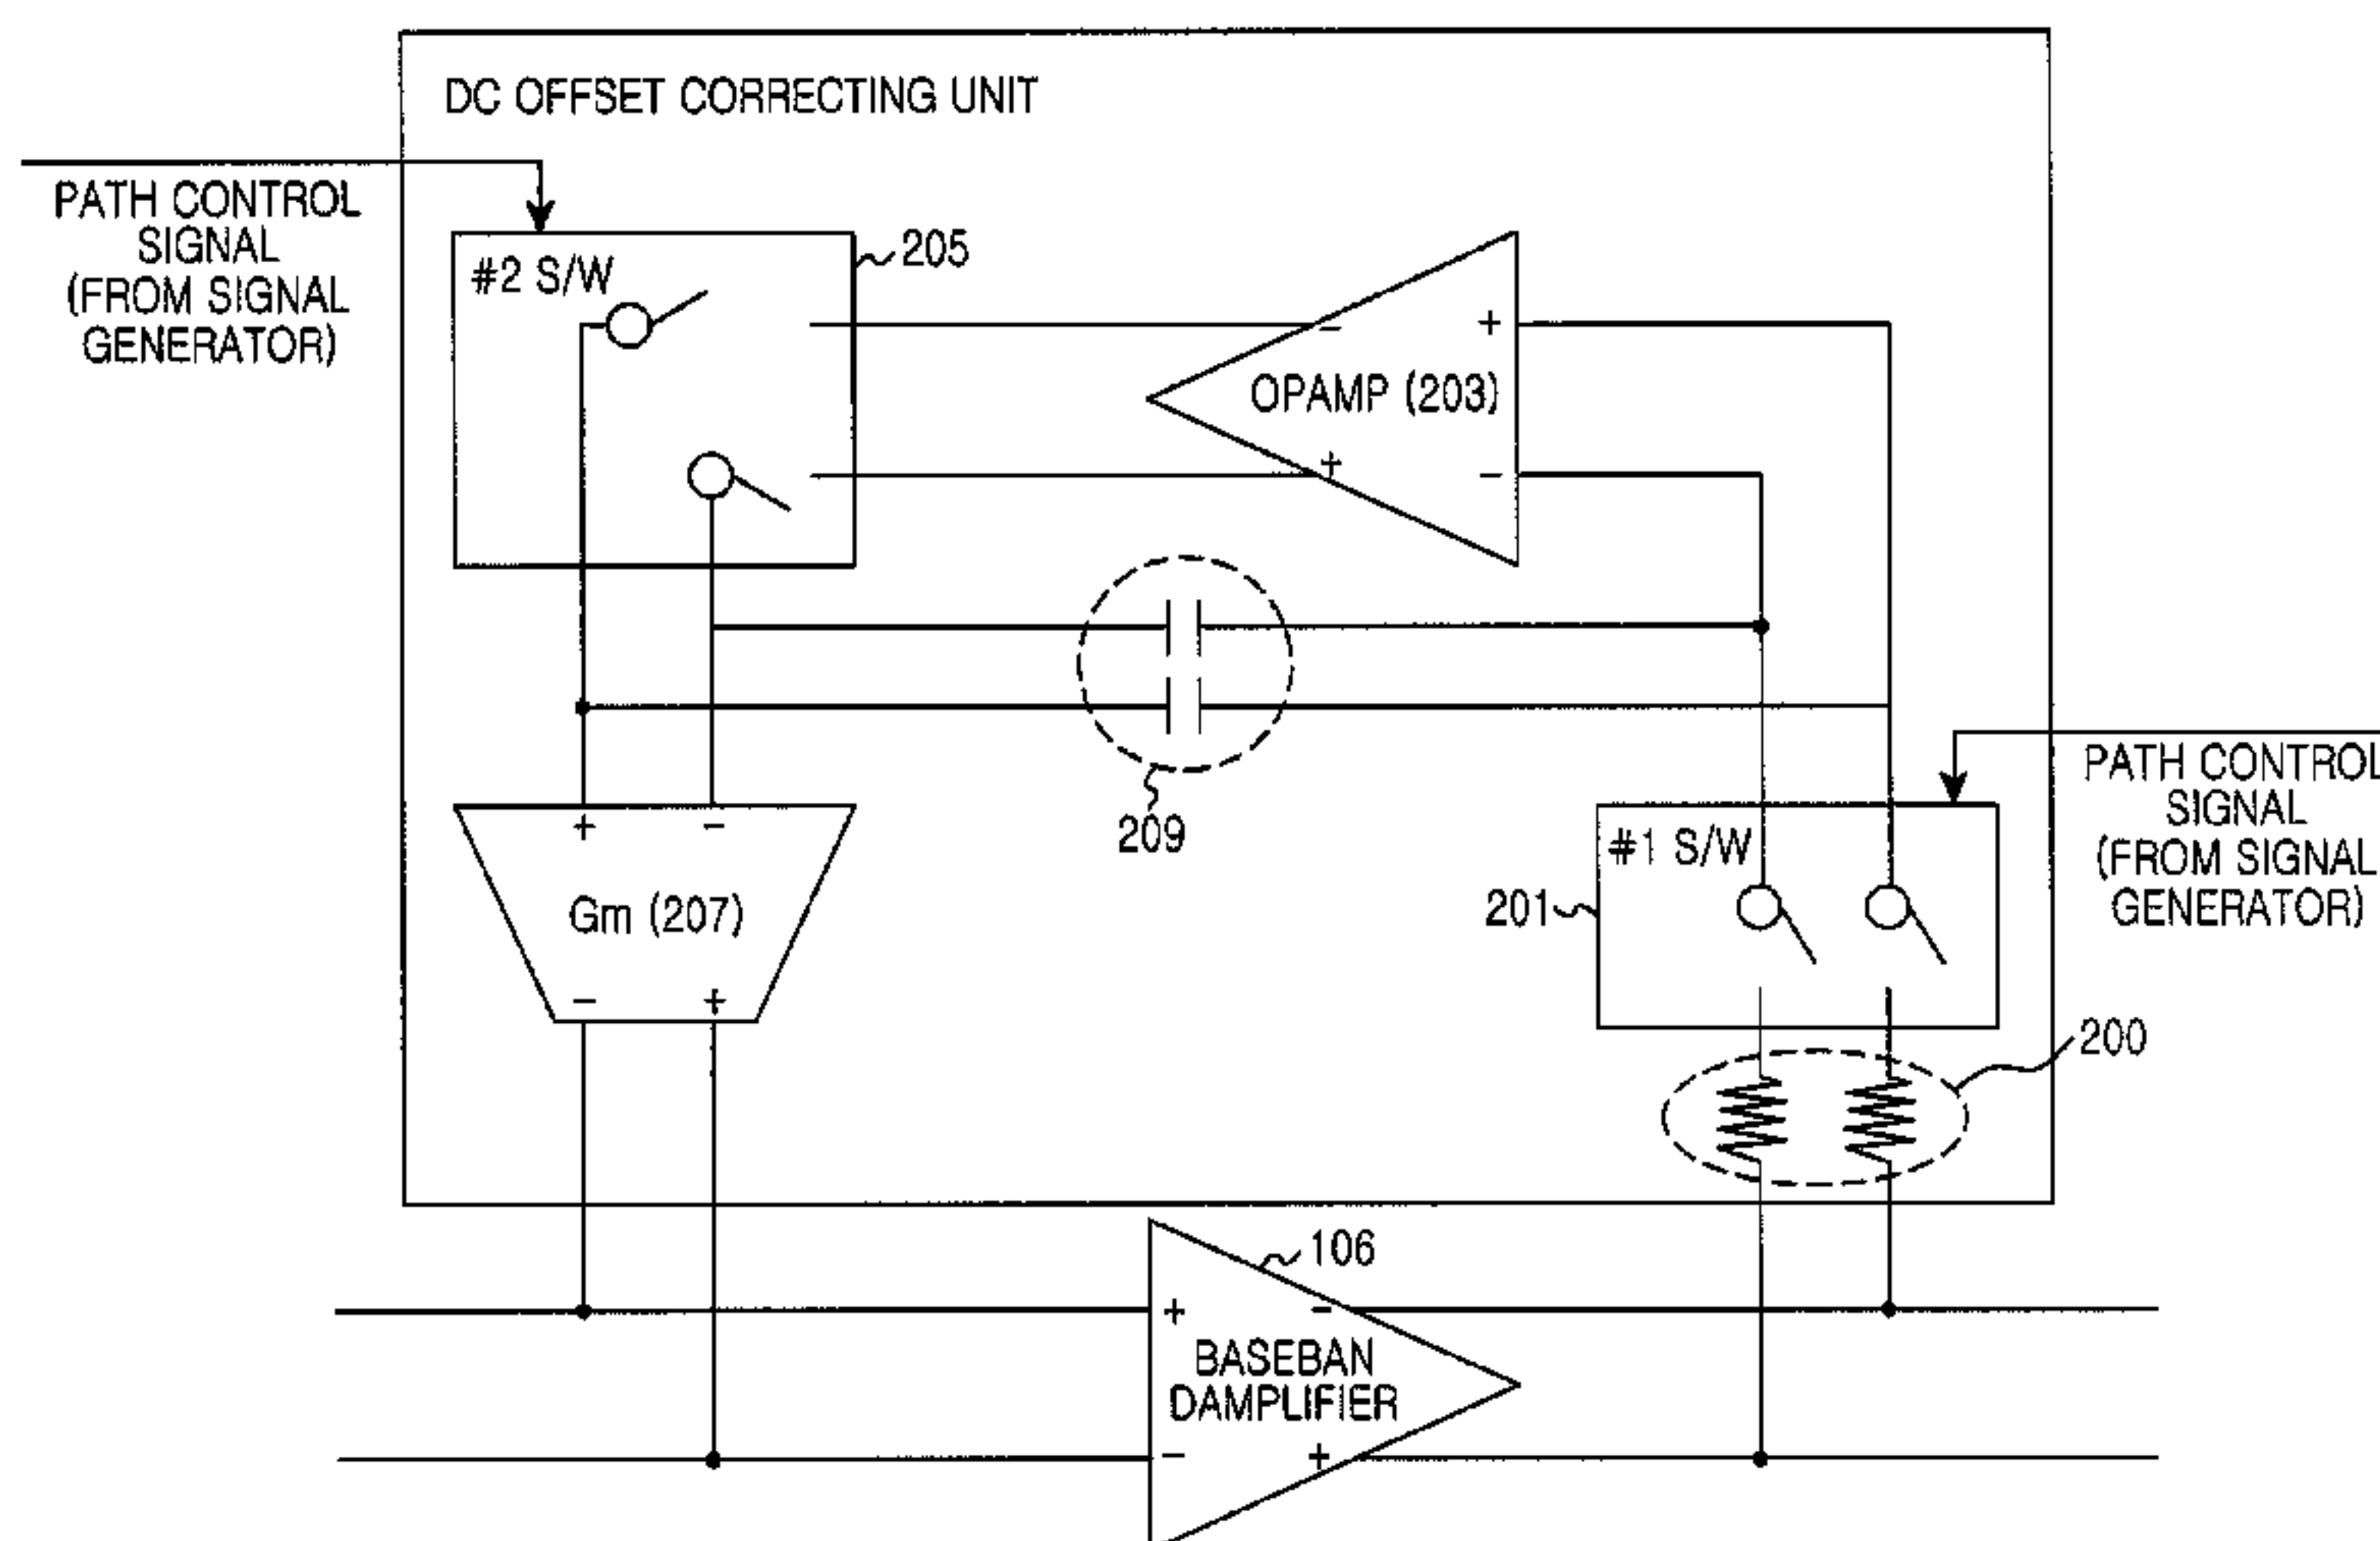 DC OFFSET CORRECTING UNIT
PATH CONTROL
SIGNAL
(FROM SIGNAL
GENERATOR)
#2 S/W
205
- +
OPAMP (203)
+ -
209
+ -
Gm (207)
- +
PATH CONTROL
SIGNAL
(FROM SIGNAL
GENERATOR)
#1 S/W
201
200
106
+ -
BASEBAN
DAMPLIFIER
- +